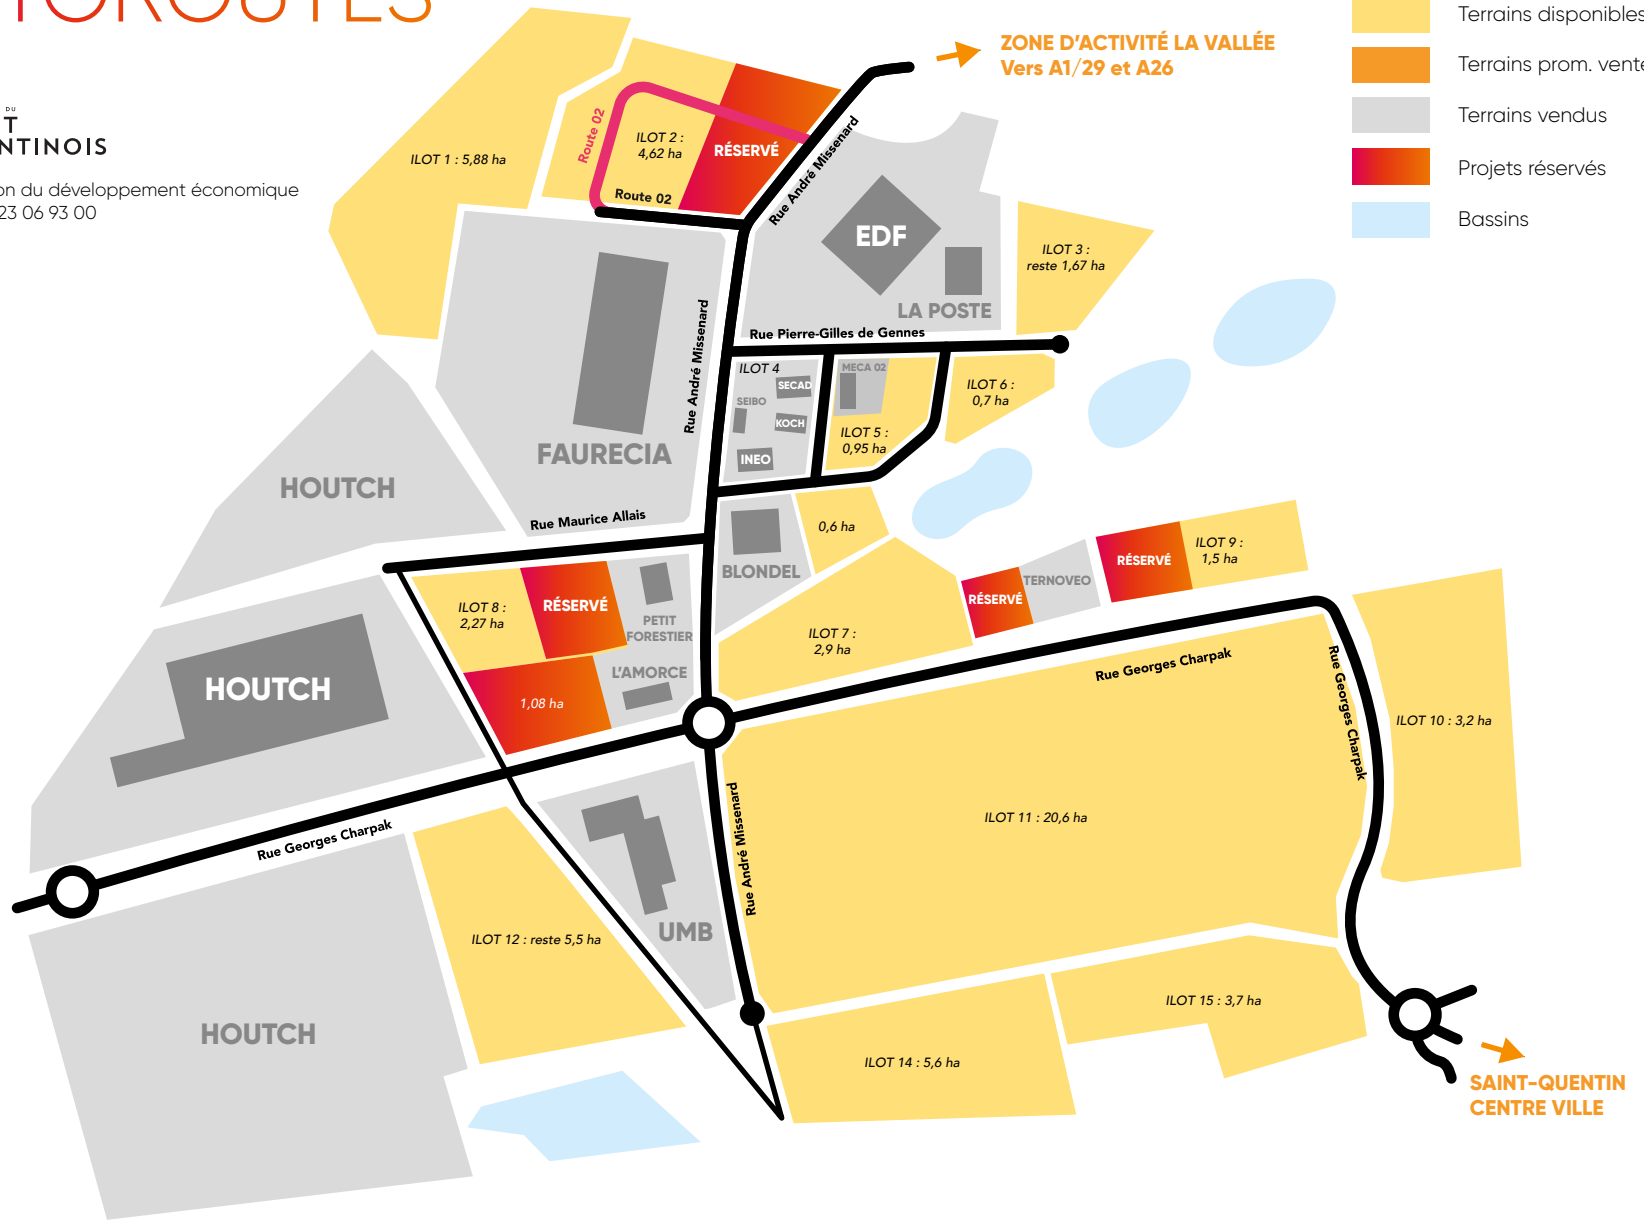 TOROUTES
DU
T
NTINOIS
on du développement économique
23 06 93 00
ZONE D'ACTIVITÉ LA VALLÉE
Vers A1/29 et A26
Terrains disponibles
Terrains prom. vente
Terrains vendus
Projets réservés
Bassins
ILOT 1 : 5,88 ha
Route 02
ILOT 2 :
4,62 ha
RÉSERVÉ
Route 02
Rue André Missenard
EDF
LA POSTE
ILOT 3 :
reste 1,67 ha
Rue Pierre-Gilles de Gennes
Rue André Missenard
FAURECIA
ILOT 4
SECAD
SEIBO
KOCH
INEO
MECA 02
ILOT 5 :
0,95 ha
ILOT 6 :
0,7 ha
HOUTCH
Rue Maurice Allais
BLONDEL
0,6 ha
ILOT 7 :
2,9 ha
RÉSERVÉ
TERNOVEO
RÉSERVÉ
ILOT 9 :
1,5 ha
ILOT 8 :
2,27 ha
RÉSERVÉ
PETIT
FORESTIER
L'AMORCE
1,08 ha
HOUTCH
Rue Georges Charpak
Rue Georges Charpak
ILOT 10 : 3,2 ha
Rue Georges Charpak
Rue André Missenard
ILOT 11 : 20,6 ha
UMB
ILOT 12 : reste 5,5 ha
HOUTCH
ILOT 14 : 5,6 ha
ILOT 15 : 3,7 ha
SAINT-QUENTIN
CENTRE VILLE